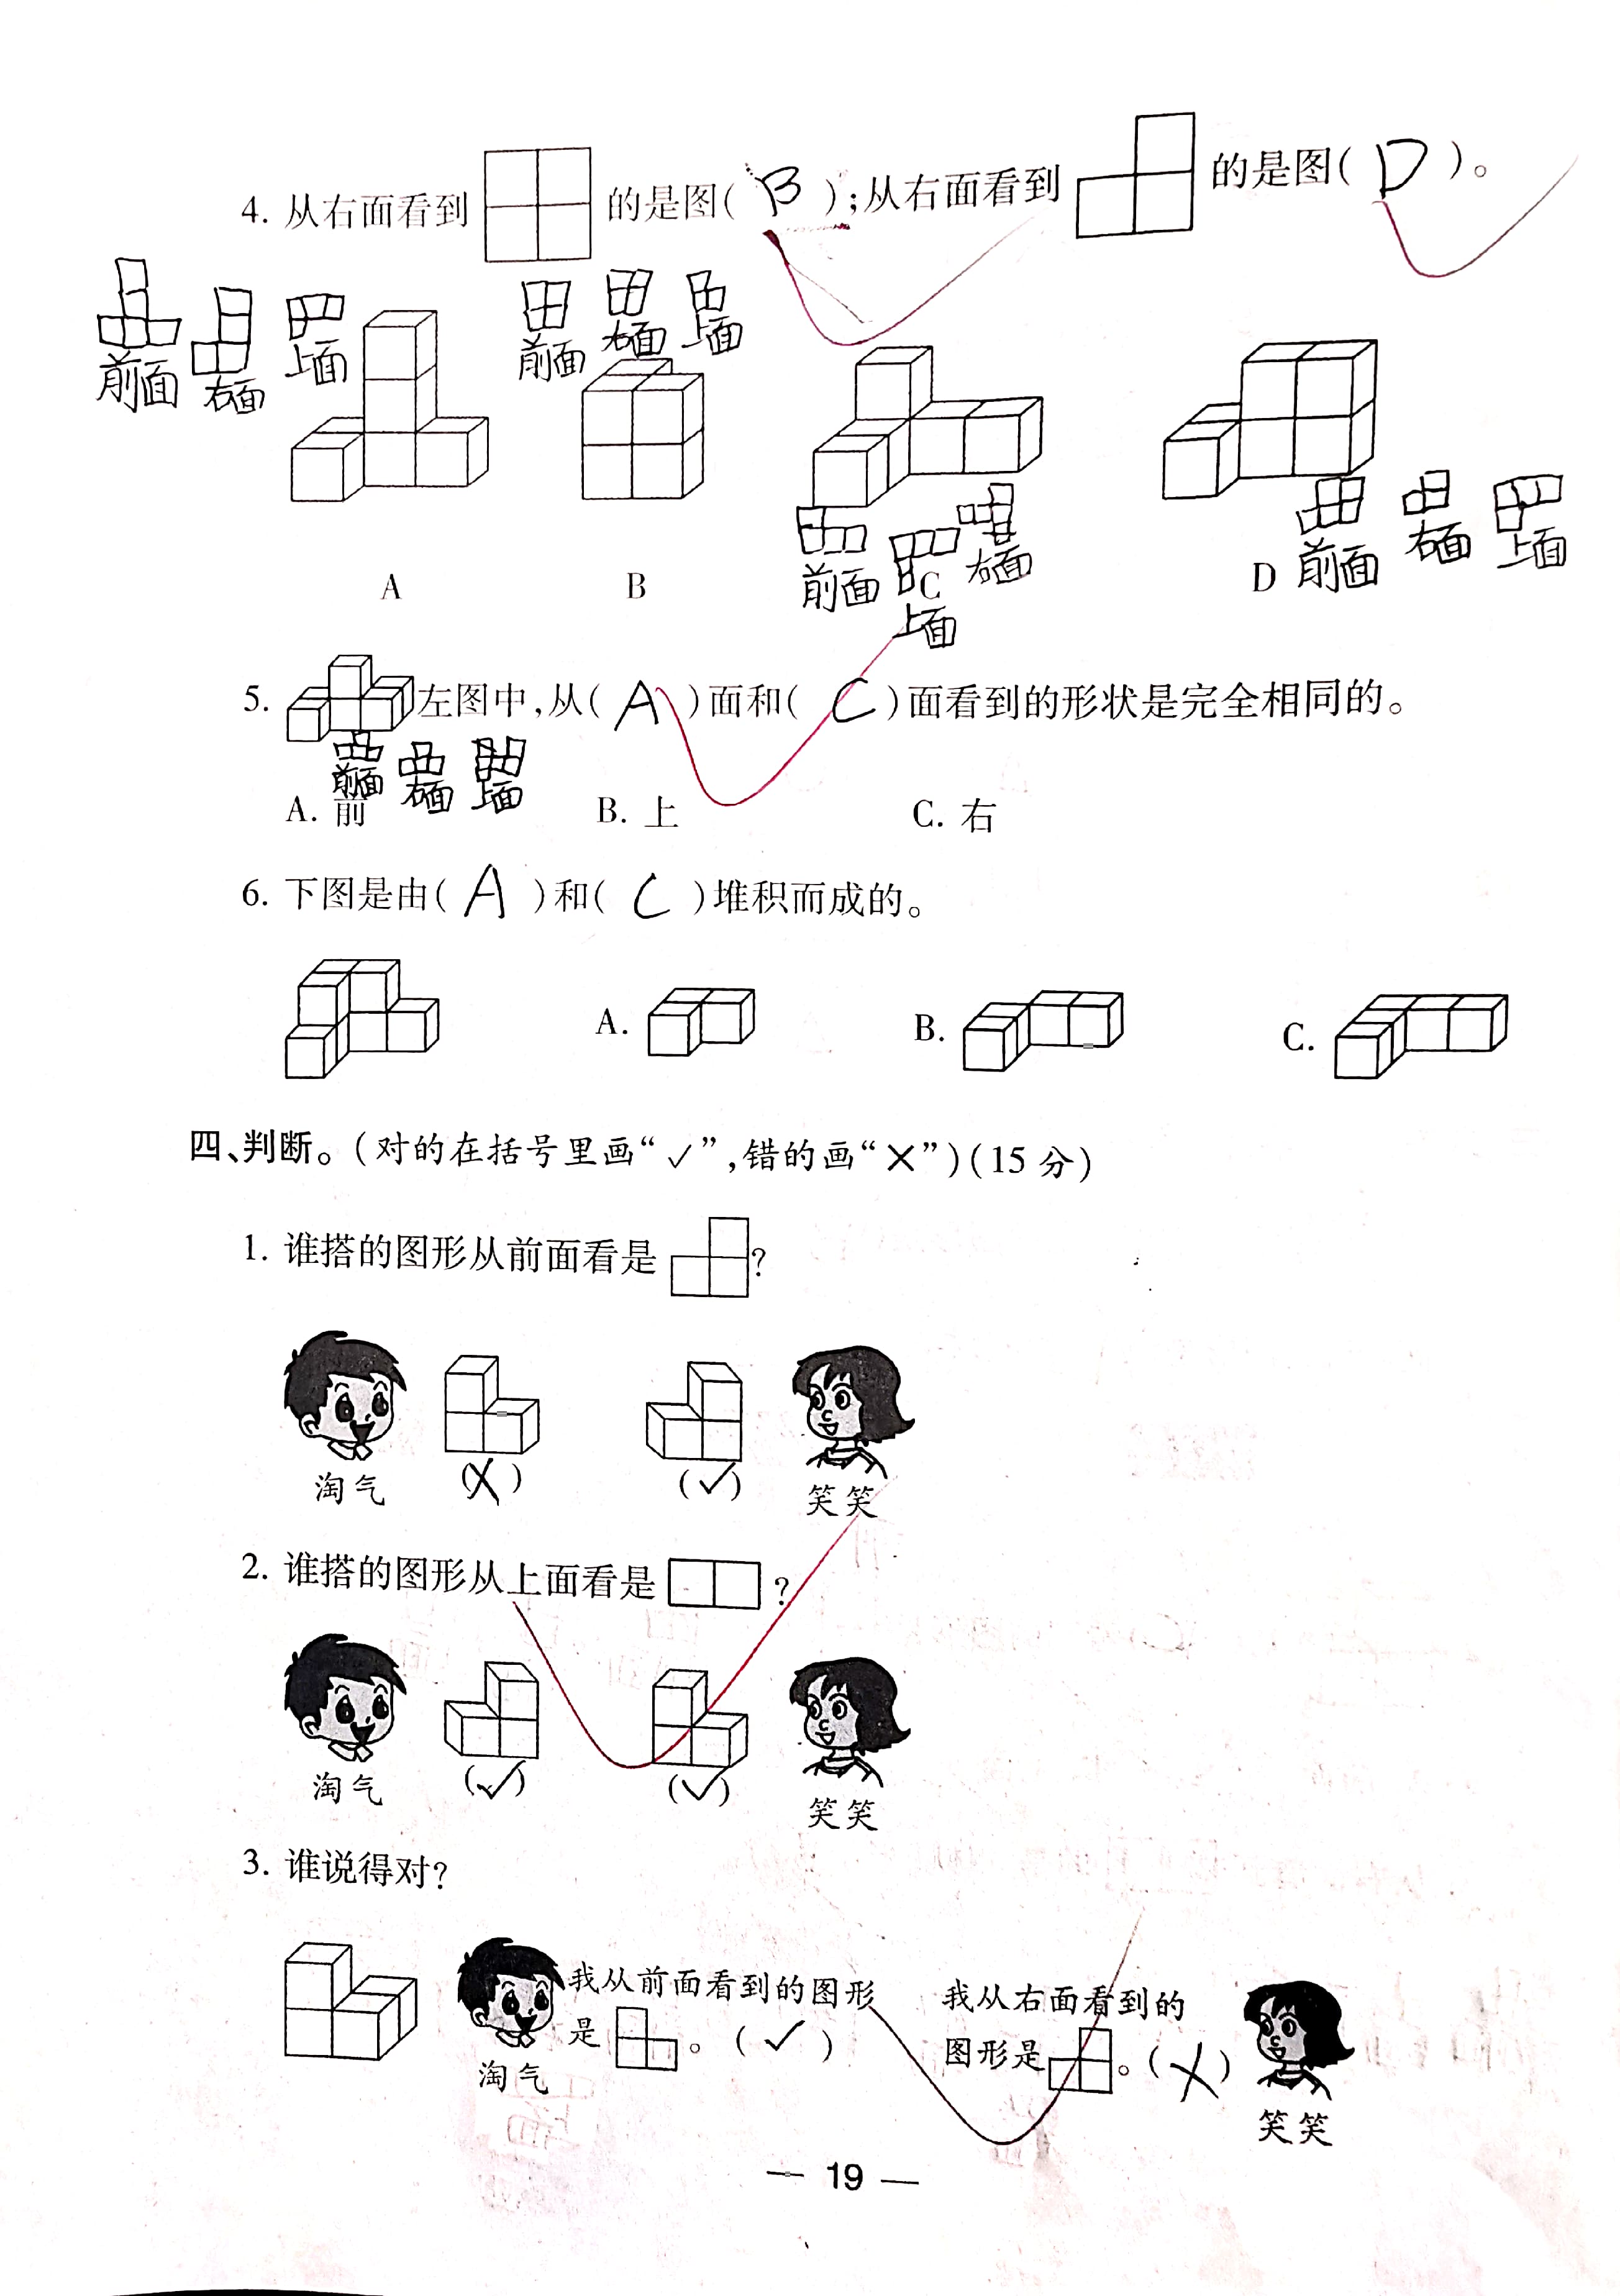 4. 从右面看到 的是图( B );从右面看到 的是图( D )。
前面 右面 上面
前面 右面 上面
前面 上面 右面
前面 右面 上面
A B C D
5. 左图中,从( A )面和( C )面看到的形状是完全相同的。
前面 右面 上面
A. 前 B. 上 C. 右
6. 下图是由( A )和( C )堆积而成的。
A. B. C.
四、判断。(对的在括号里画“✓”,错的画“✕”)(15 分)
1. 谁搭的图形从前面看是 ?
淘气 (✕) (✓) 笑笑
2. 谁搭的图形从上面看是 ?
淘气 (✓) (✓) 笑笑
3. 谁说得对?
我从前面看到的图形
是 。( ✓ )
淘气
我从右面看到的
图形是 。(✕)
笑笑
— 19 —